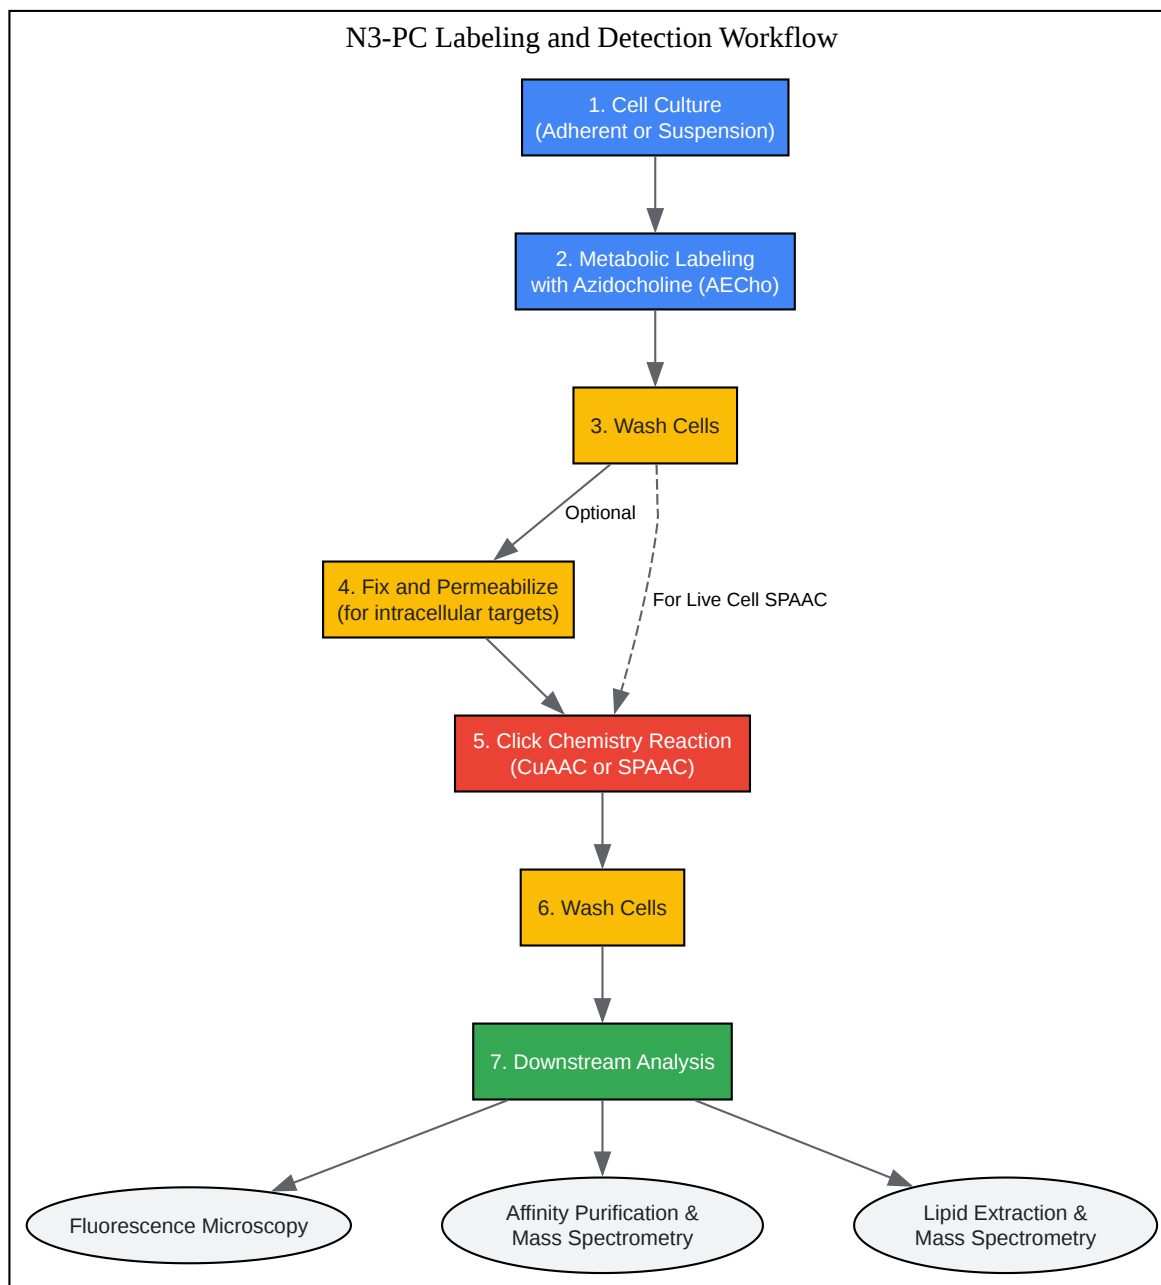 N3-PC Labeling and Detection Workflow
1. Cell Culture
(Adherent or Suspension)
2. Metabolic Labeling
with Azidocholine (AECho)
3. Wash Cells
Optional
4. Fix and Permeabilize
(for intracellular targets)
For Live Cell SPAAC
5. Click Chemistry Reaction
(CuAAC or SPAAC)
6. Wash Cells
7. Downstream Analysis
Fluorescence Microscopy
Affinity Purification &
Mass Spectrometry
Lipid Extraction &
Mass Spectrometry